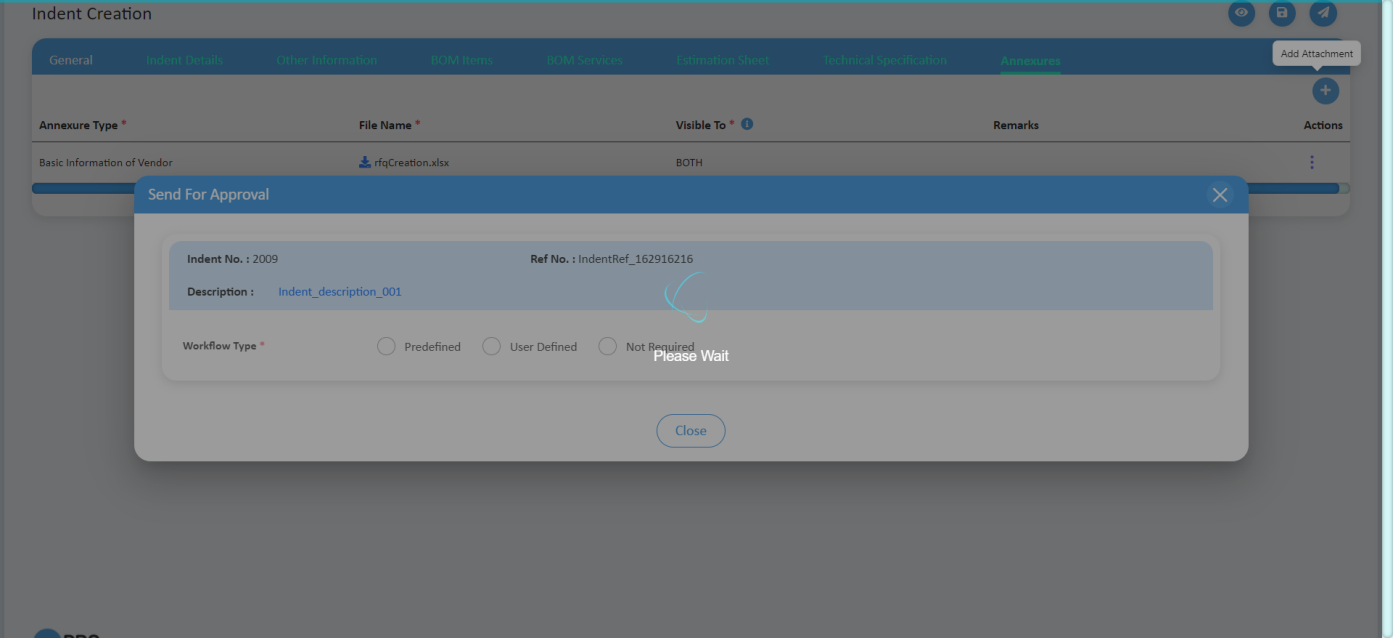 Indent Creation
Add Attachment
General Indent Details Other Information BOM Items BOM Services Estimation Sheet Technical Specification Annexures
Annexure Type * File Name * Visible To * Remarks Actions
Basic Information of Vendor rfqCreation.xlsx BOTH
Send For Approval
Indent No. : 2009 Ref No. : IndentRef_162916216
Description : Indent_description_001
Workflow Type * Predefined User Defined Not Required
Please Wait
Close